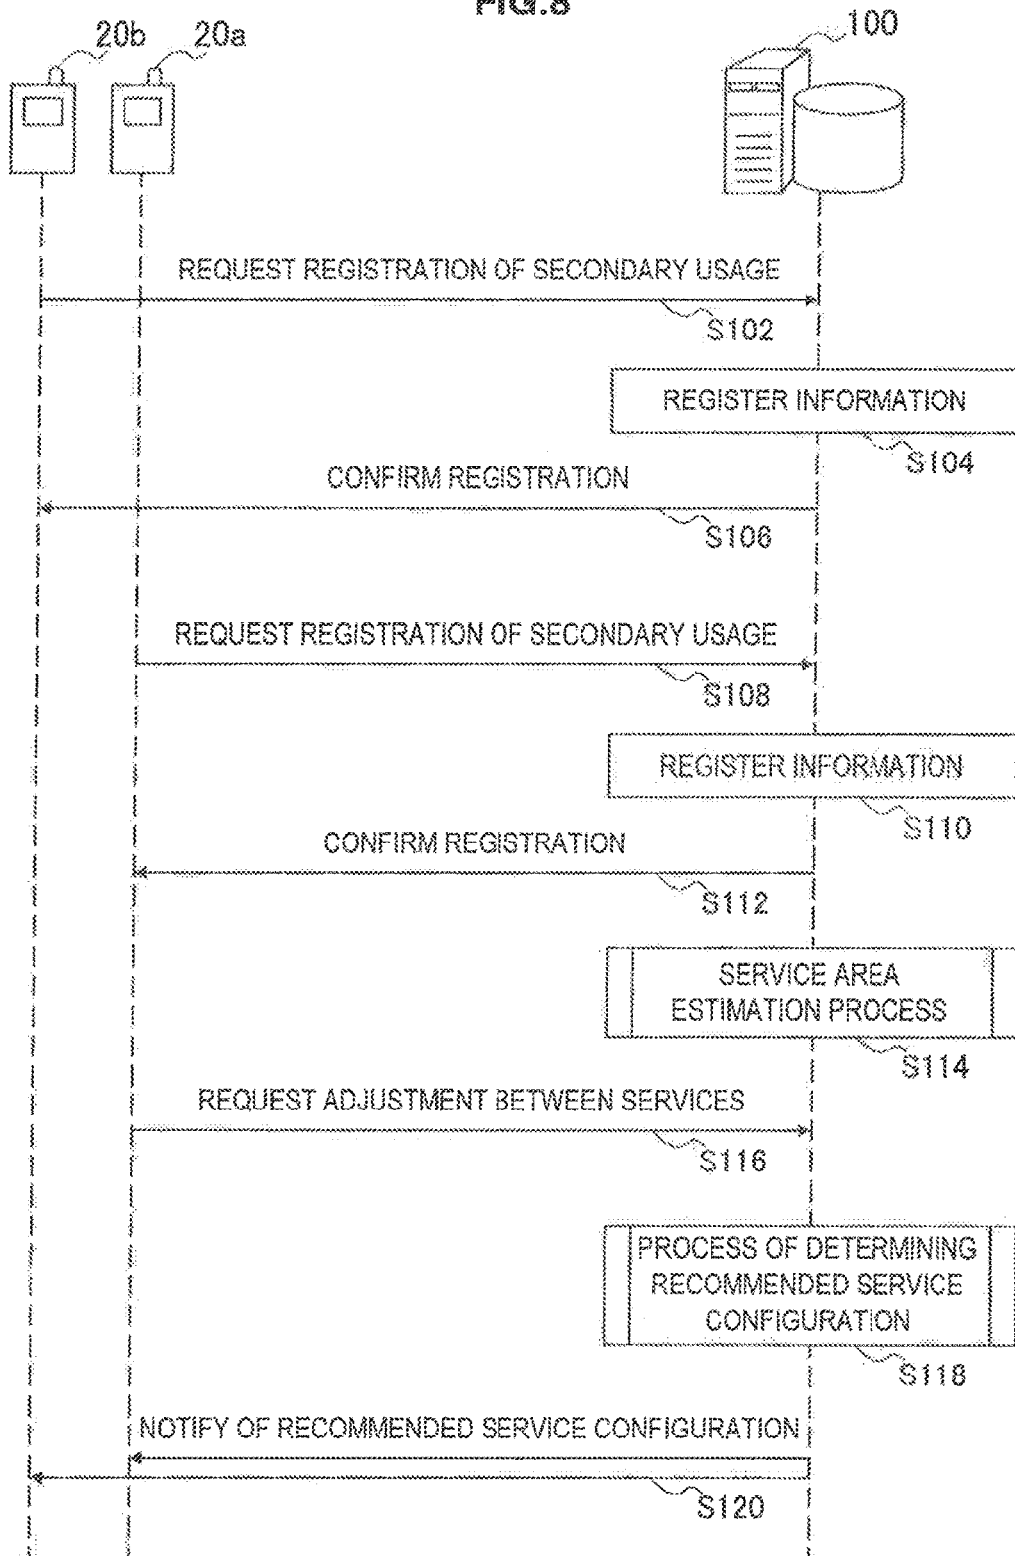 FIG.8
20b
20a
100
REQUEST REGISTRATION OF SECONDARY USAGE
S102
REGISTER INFORMATION
S104
CONFIRM REGISTRATION
S106
REQUEST REGISTRATION OF SECONDARY USAGE
S108
REGISTER INFORMATION
S110
CONFIRM REGISTRATION
S112
SERVICE AREA
ESTIMATION PROCESS
S114
REQUEST ADJUSTMENT BETWEEN SERVICES
S116
PROCESS OF DETERMINING
RECOMMENDED SERVICE
CONFIGURATION
S118
NOTIFY OF RECOMMENDED SERVICE CONFIGURATION
S120